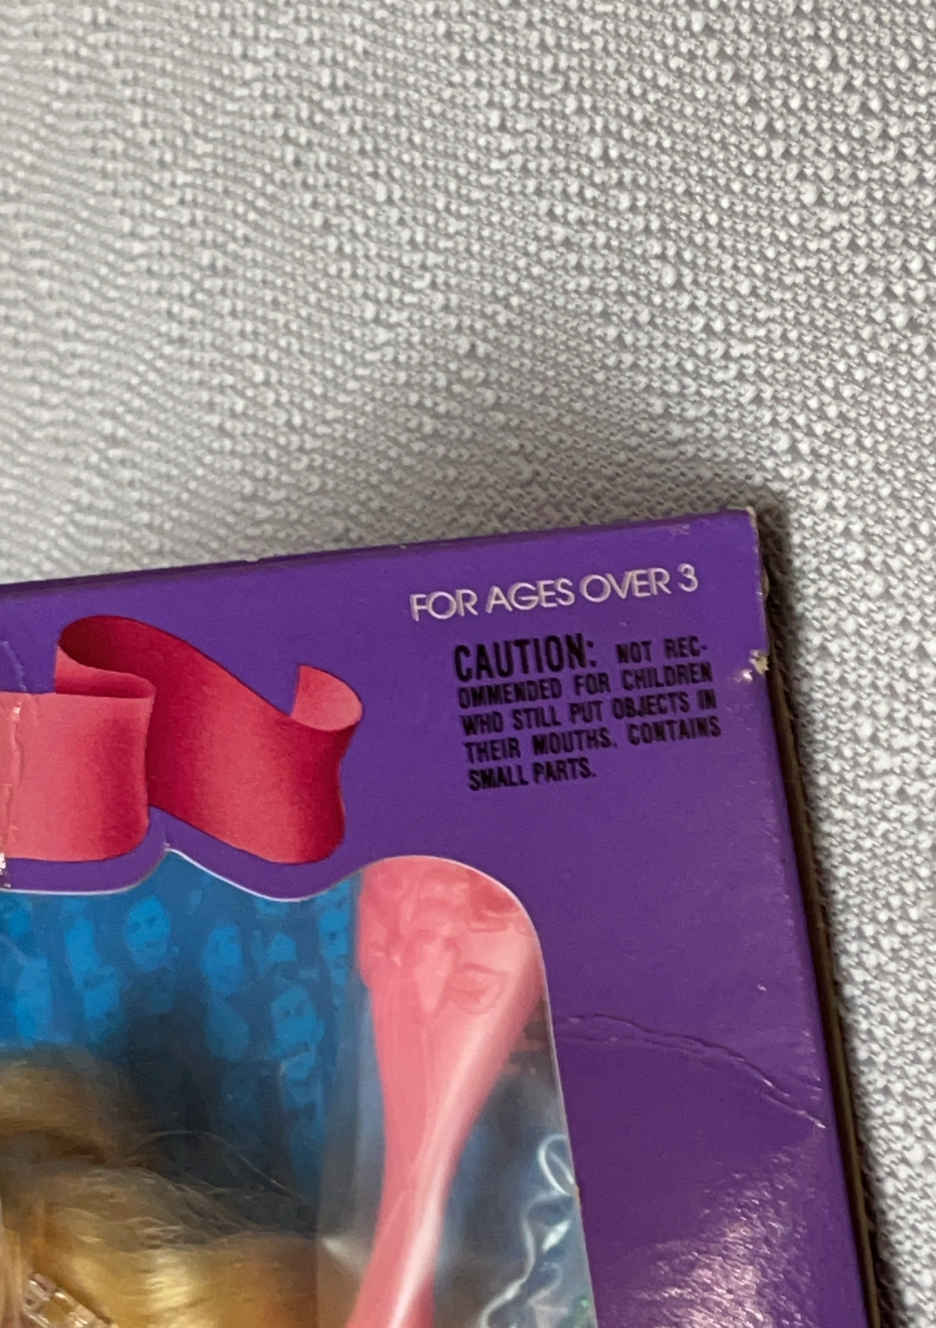 FOR AGES OVER 3
CAUTION: NOT REC-
OMMENDED FOR CHILDREN
WHO STILL PUT OBJECTS IN
THEIR MOUTHS. CONTAINS
SMALL PARTS.